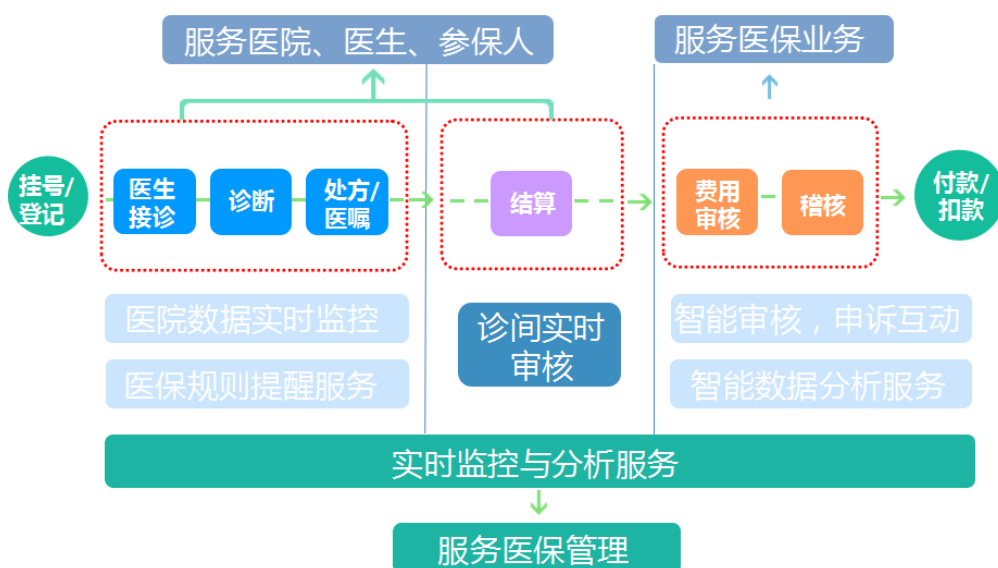 服务医院、医生、参保人
服务医保业务
挂号/
登记
医生
接诊
诊断
处方/
医嘱
结算
费用
审核
稽核
付款/
扣款
医院数据实时监控
医保规则提醒服务
诊间实时
审核
智能审核，申诉互动
智能数据分析服务
实时监控与分析服务
服务医保管理